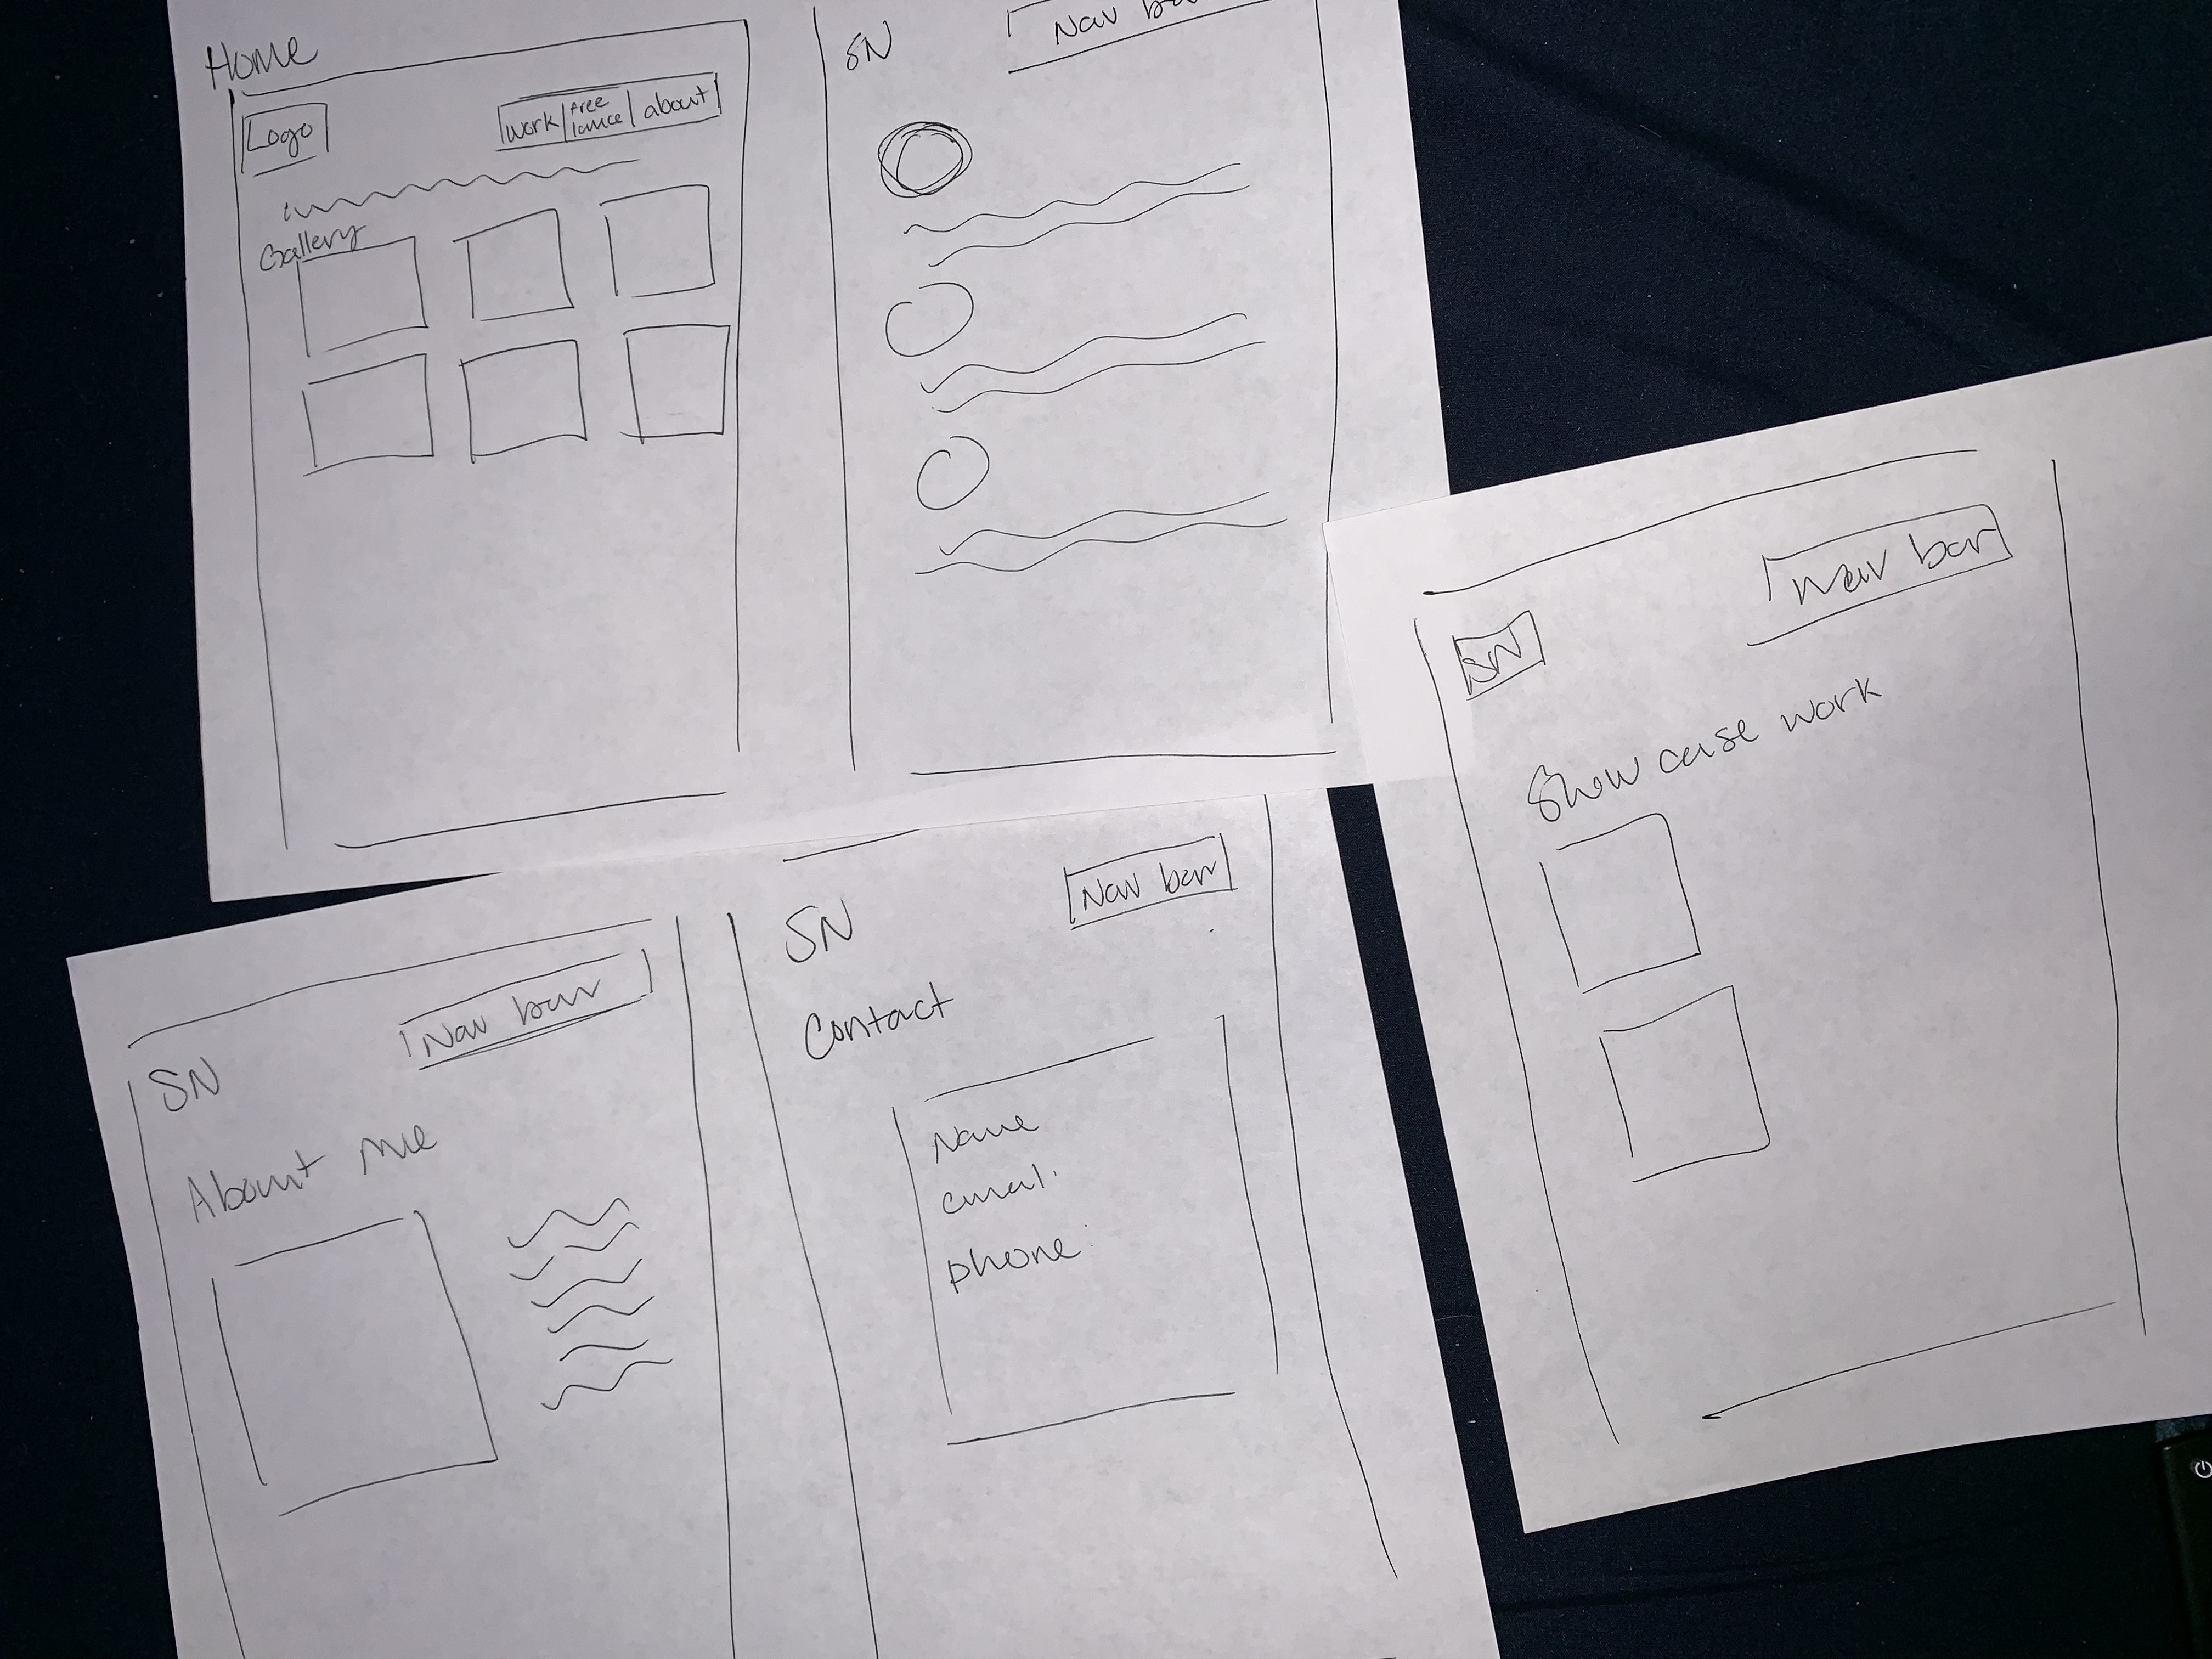 Home
Logo
work
free
lance
about
Gallery
SN
Nav bar
SN
Nav bar
Show case work
SN
Nav bar
About me
SN
Nav bar
Contact
Name
email:
phone: